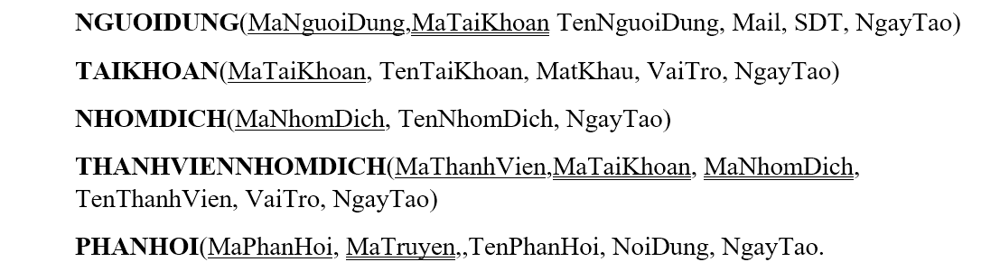 NGUOIDUNG(MaNguoiDung,MaTaiKhoan TenNguoiDung, Mail, SDT, NgayTao)
TAIKHOAN(MaTaiKhoan, TenTaiKhoan, MatKhau, VaiTro, NgayTao)
NHOMDICH(MaNhomDich, TenNhomDich, NgayTao)
THANHVIENNHOMDICH(MaThanhVien,MaTaiKhoan, MaNhomDich,
TenThanhVien, VaiTro, NgayTao)
PHANHOI(MaPhanHoi, MaTruyen,,TenPhanHoi, NoiDung, NgayTao.